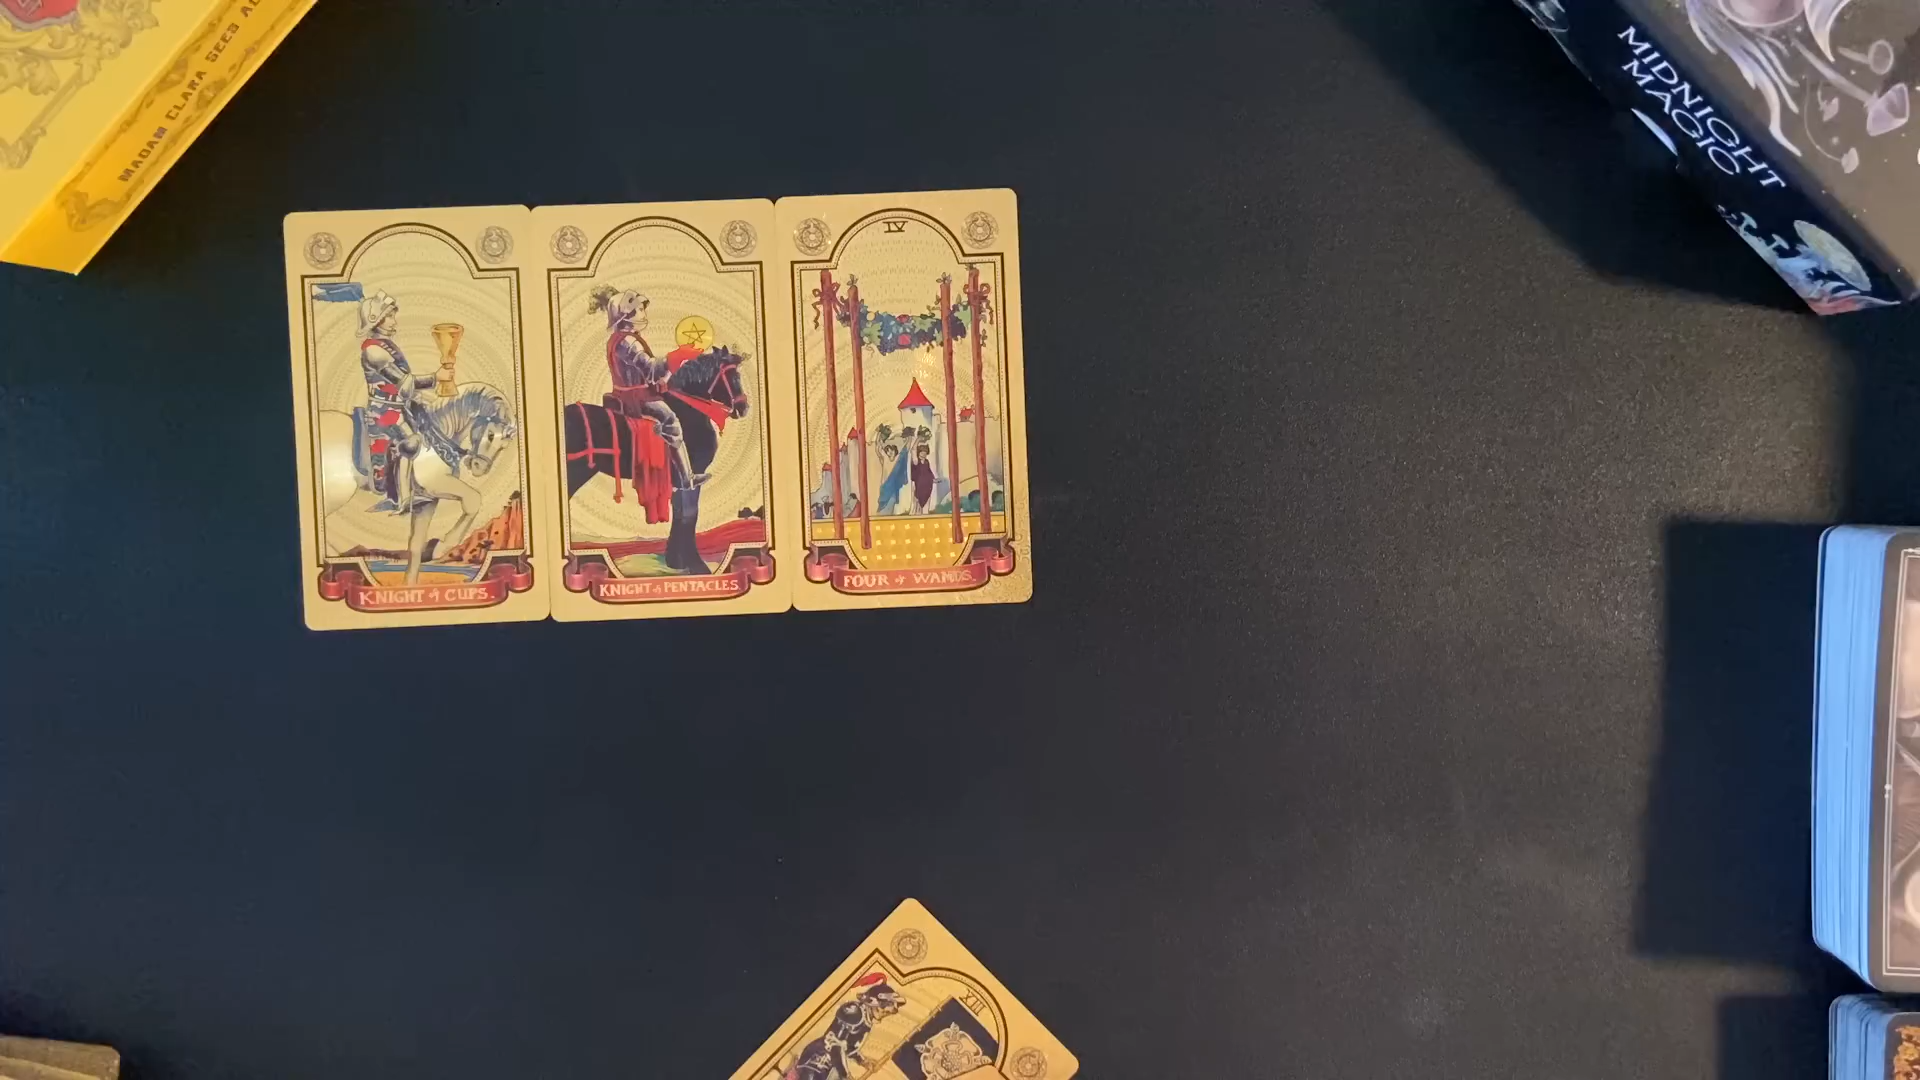 MADAM CLARA SEES
MIDNIGHT
MAGIC
IV
KNIGHT of CUPS.
KNIGHT of PENTACLES.
FOUR of WANDS.
XIII